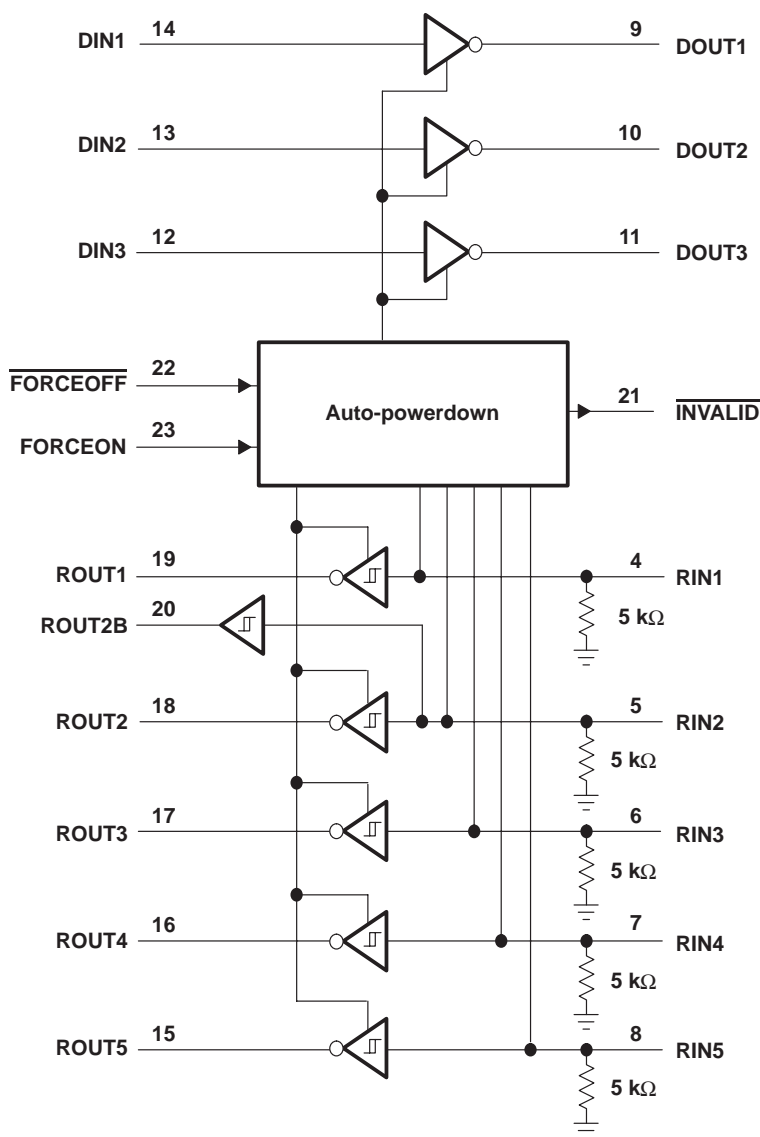 DIN1 14 9 DOUT1
DIN2 13 10 DOUT2
DIN3 12 11 DOUT3
FORCEOFF 22
Auto-powerdown 21 INVALID
FORCEON 23
ROUT1 19 4 RIN1
5 kΩ
ROUT2B 20
ROUT2 18 5 RIN2
5 kΩ
ROUT3 17 6 RIN3
5 kΩ
ROUT4 16 7 RIN4
5 kΩ
ROUT5 15 8 RIN5
5 kΩ